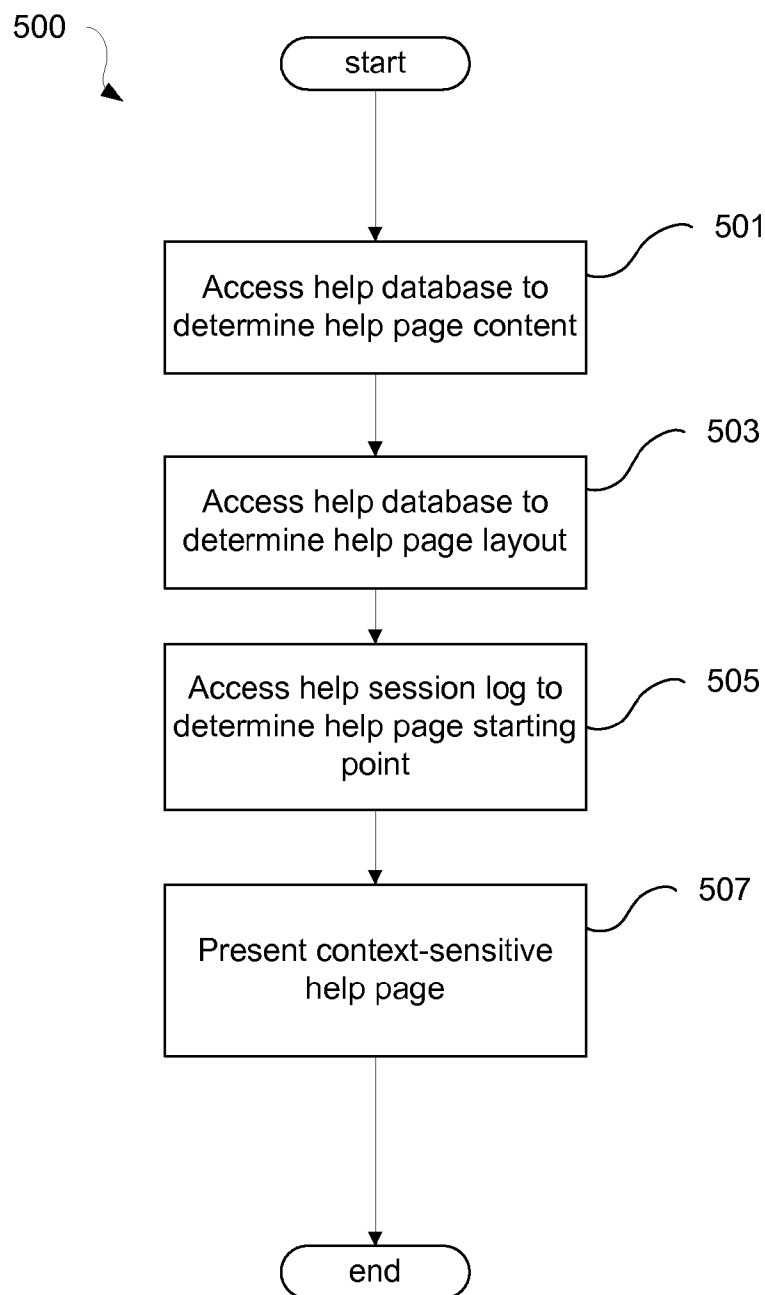 500
start
501
Access help database to
determine help page content
503
Access help database to
determine help page layout
505
Access help session log to
determine help page starting
point
507
Present context-sensitive
help page
end